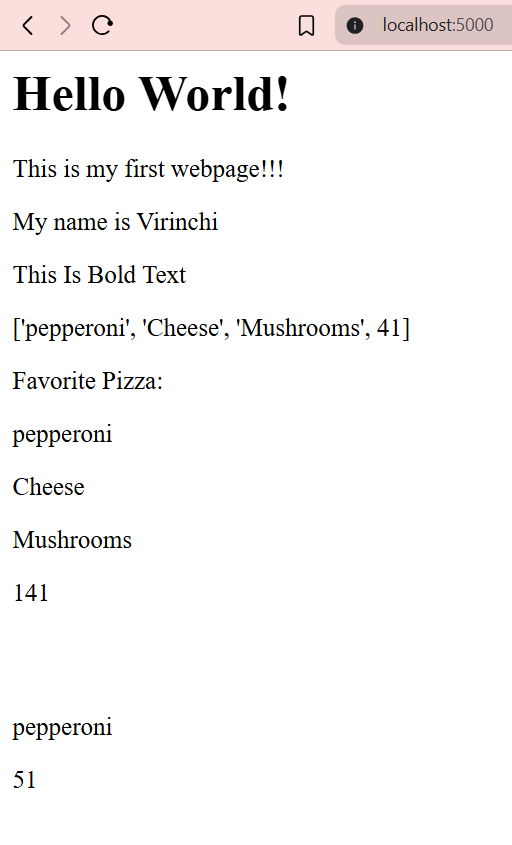 localhost:5000
Hello World!
This is my first webpage!!!
My name is Virinchi
This Is Bold Text
['pepperoni', 'Cheese', 'Mushrooms', 41]
Favorite Pizza:
pepperoni
Cheese
Mushrooms
141
pepperoni
51